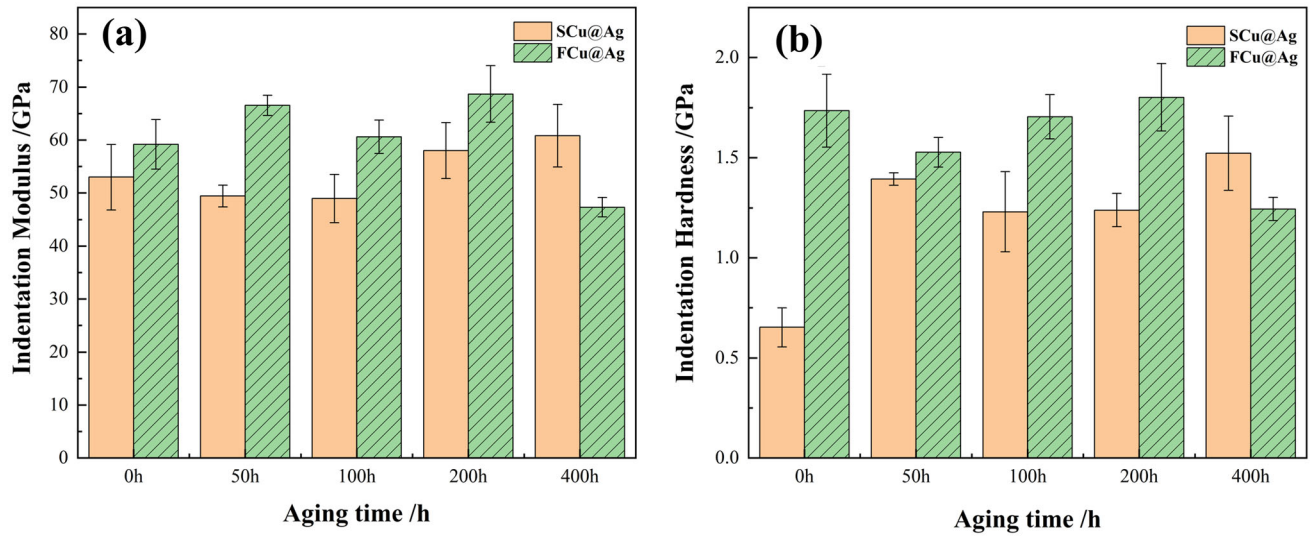 (a)
SCu@Ag
FCu@Ag
Indentation Modulus /GPa
80
70
60
50
40
30
20
10
0
0h 50h 100h 200h 400h
Aging time /h
(b)
SCu@Ag
FCu@Ag
Indentation Hardness /GPa
2.0
1.5
1.0
0.5
0.0
0h 50h 100h 200h 400h
Aging time /h